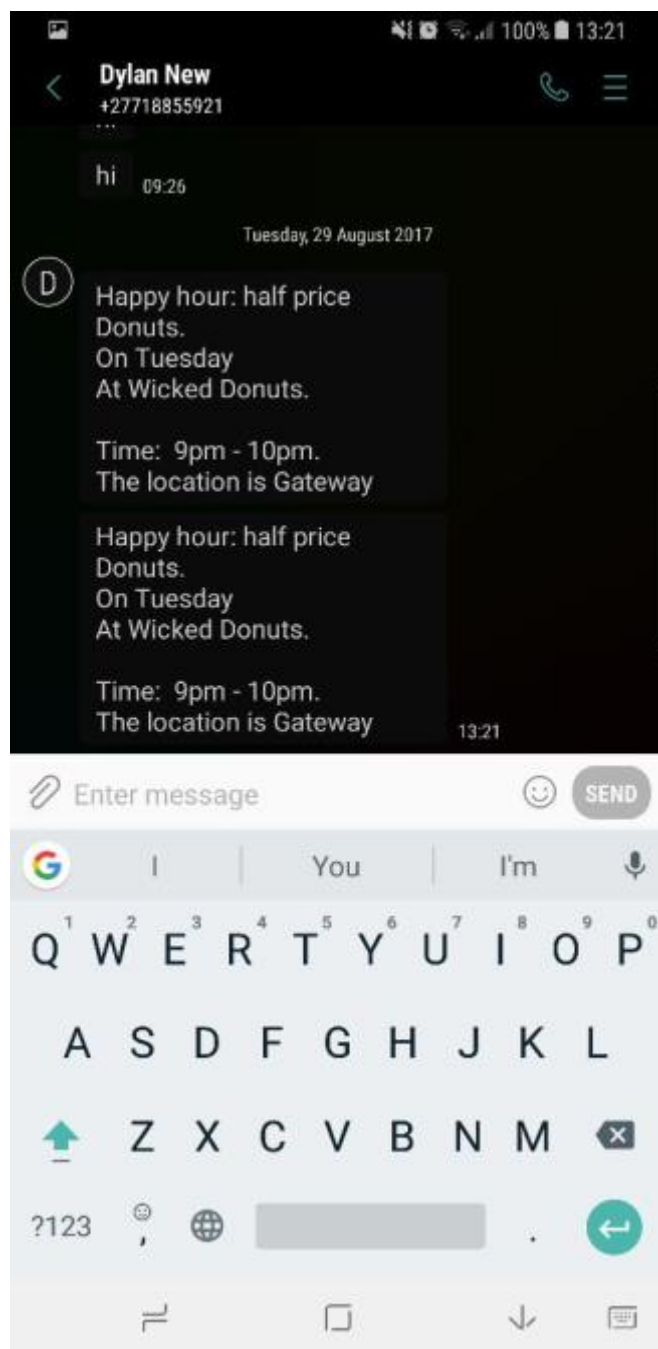 100% 13:21
Dylan New
+27718855921
hi 09:26
Tuesday, 29 August 2017
D
Happy hour: half price
Donuts.
On Tuesday
At Wicked Donuts.
Time: 9pm - 10pm.
The location is Gateway
Happy hour: half price
Donuts.
On Tuesday
At Wicked Donuts.
Time: 9pm - 10pm.
The location is Gateway 13:21
Enter message SEND
G I You I'm
1 2 3 4 5 6 7 8 9 0
Q W E R T Y U I O P
A S D F G H J K L
Z X C V B N M
?123 , .